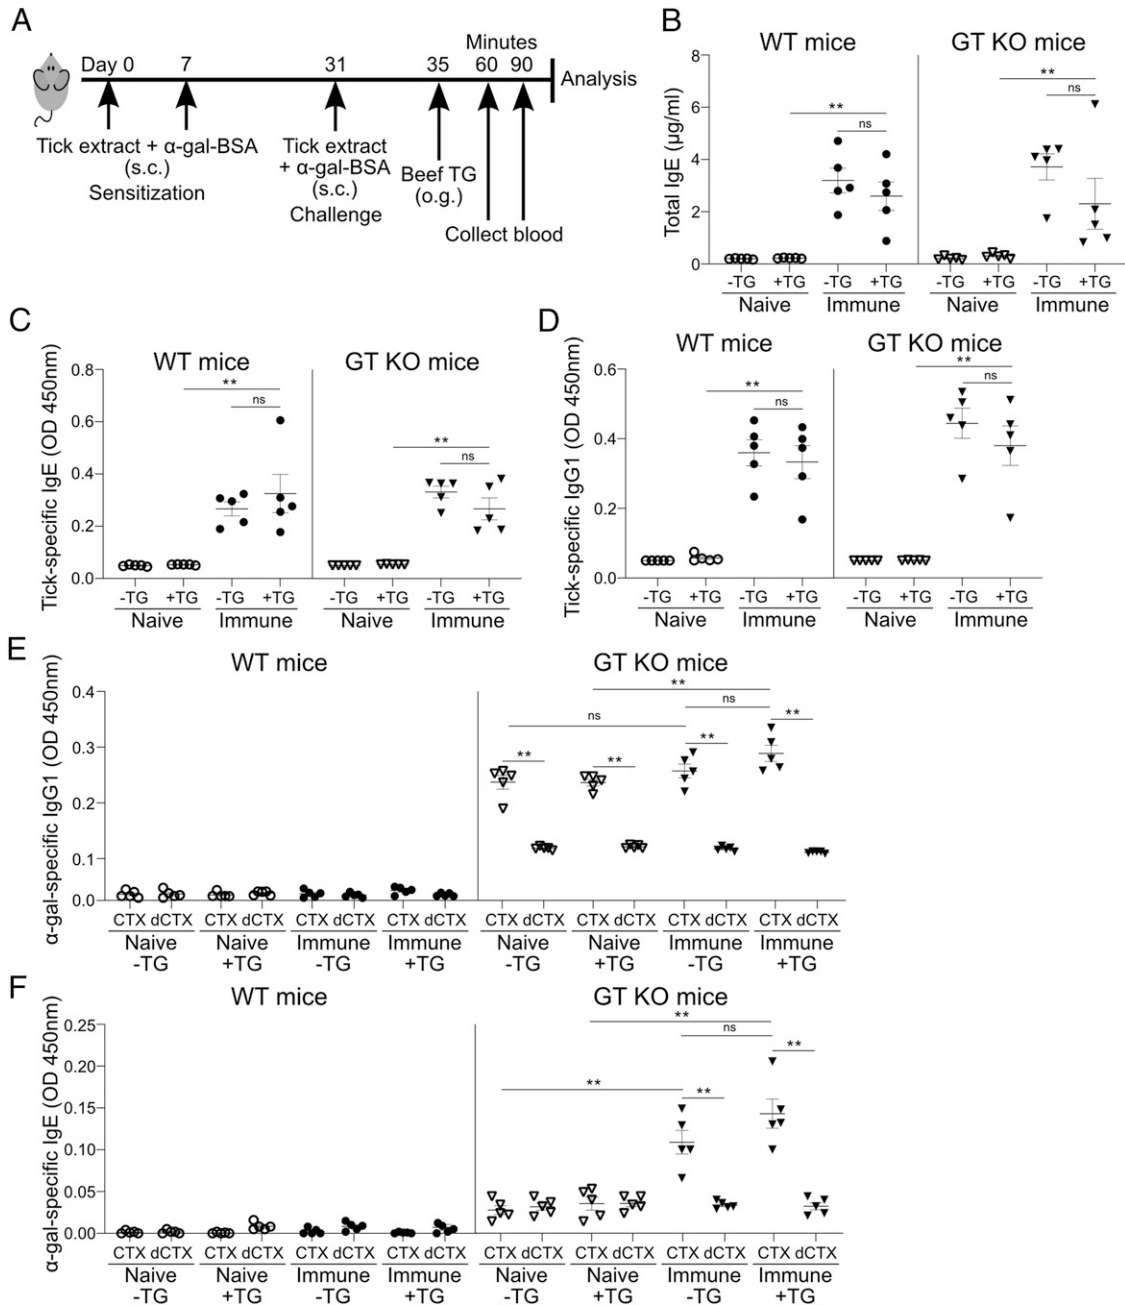 A
Minutes
Day 0 7 31 35 60 90
Analysis
Tick extract + α-gal-BSA
(s.c.)
Sensitization
Tick extract
+ α-gal-BSA
(s.c.)
Challenge
Beef TG
(o.g.)
Collect blood
B
WT mice GT KO mice
Total IgE (µg/ml)
8
6
4
2
0
** **
ns ns
-TG +TG -TG +TG -TG +TG -TG +TG
Naive Immune Naive Immune
C
WT mice GT KO mice
Tick-specific IgE (OD 450nm)
0.8
0.6
0.4
0.2
0.0
** **
ns ns
-TG +TG -TG +TG -TG +TG -TG +TG
Naive Immune Naive Immune
D
WT mice GT KO mice
Tick-specific IgG1 (OD 450nm)
0.6
0.4
0.2
0.0
** **
ns ns
-TG +TG -TG +TG -TG +TG -TG +TG
Naive Immune Naive Immune
E
WT mice GT KO mice
α-gal-specific IgG1 (OD 450nm)
0.4
0.3
0.2
0.1
0.0
**
ns
ns **
** ** **
CTX dCTX CTX dCTX CTX dCTX CTX dCTX CTX dCTX CTX dCTX CTX dCTX CTX dCTX
Naive Naive Immune Immune Naive Naive Immune Immune
-TG +TG -TG +TG -TG +TG -TG +TG
F
WT mice GT KO mice
α-gal-specific IgE (OD 450nm)
0.25
0.20
0.15
0.10
0.05
0.00
**
ns
**
** **
CTX dCTX CTX dCTX CTX dCTX CTX dCTX CTX dCTX CTX dCTX CTX dCTX CTX dCTX
Naive Naive Immune Immune Naive Naive Immune Immune
-TG +TG -TG +TG -TG +TG -TG +TG